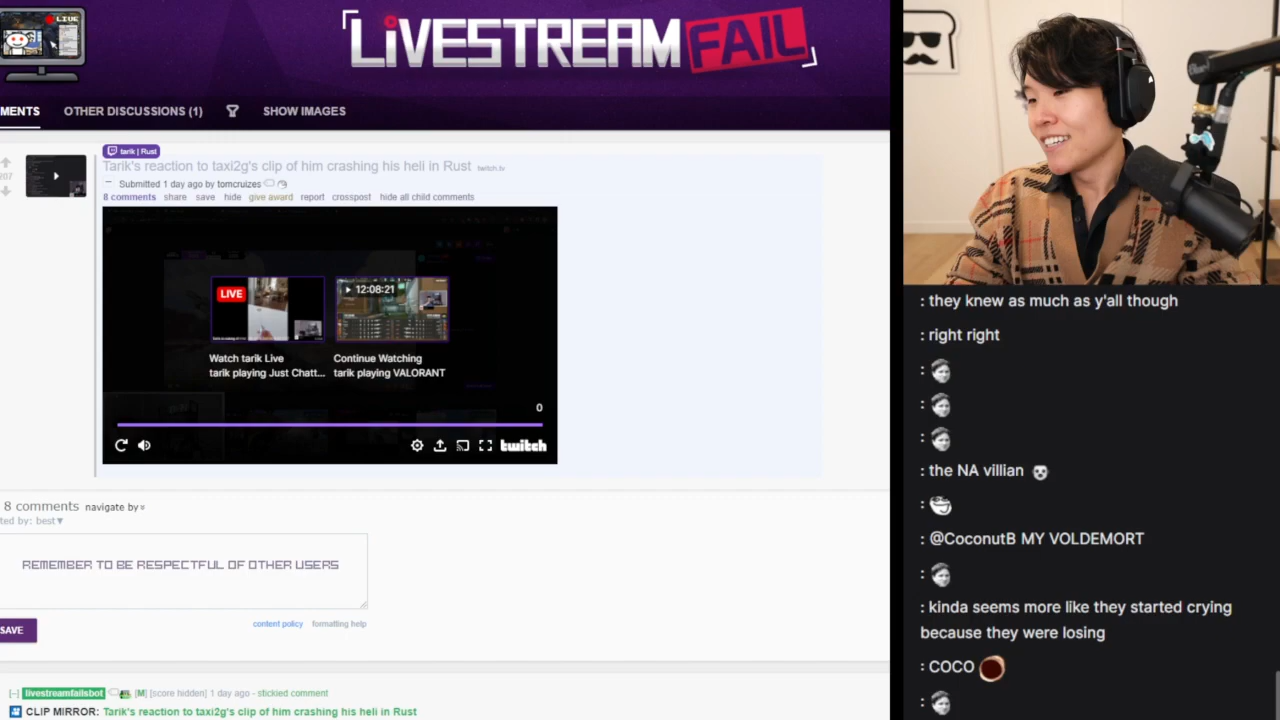 LIVE
LIVESTREAM FAIL
MENTS
OTHER DISCUSSIONS (1)
SHOW IMAGES
tarik | Rust
Tarik's reaction to taxi2g's clip of him crashing his heli in Rust twitch.tv
907
Submitted 1 day ago by tomcruizes
8 comments share save hide give award report crosspost hide all child comments
LIVE
12:08:21
Watch tarik Live
tarik playing Just Chatt...
Continue Watching
tarik playing VALORANT
0
twitch
8 comments navigate by
ted by: best▼
REMEMBER TO BE RESPECTFUL OF OTHER USERS
content policy formatting help
SAVE
[–] livestreamfailsbot [M] [score hidden] 1 day ago - stickied comment
CLIP MIRROR: Tarik's reaction to taxi2g's clip of him crashing his heli in Rust
: they knew as much as y'all though
: right right
:
:
:
: the NA villian
:
: @CoconutB MY VOLDEMORT
:
: kinda seems more like they started crying
because they were losing
: COCO
: